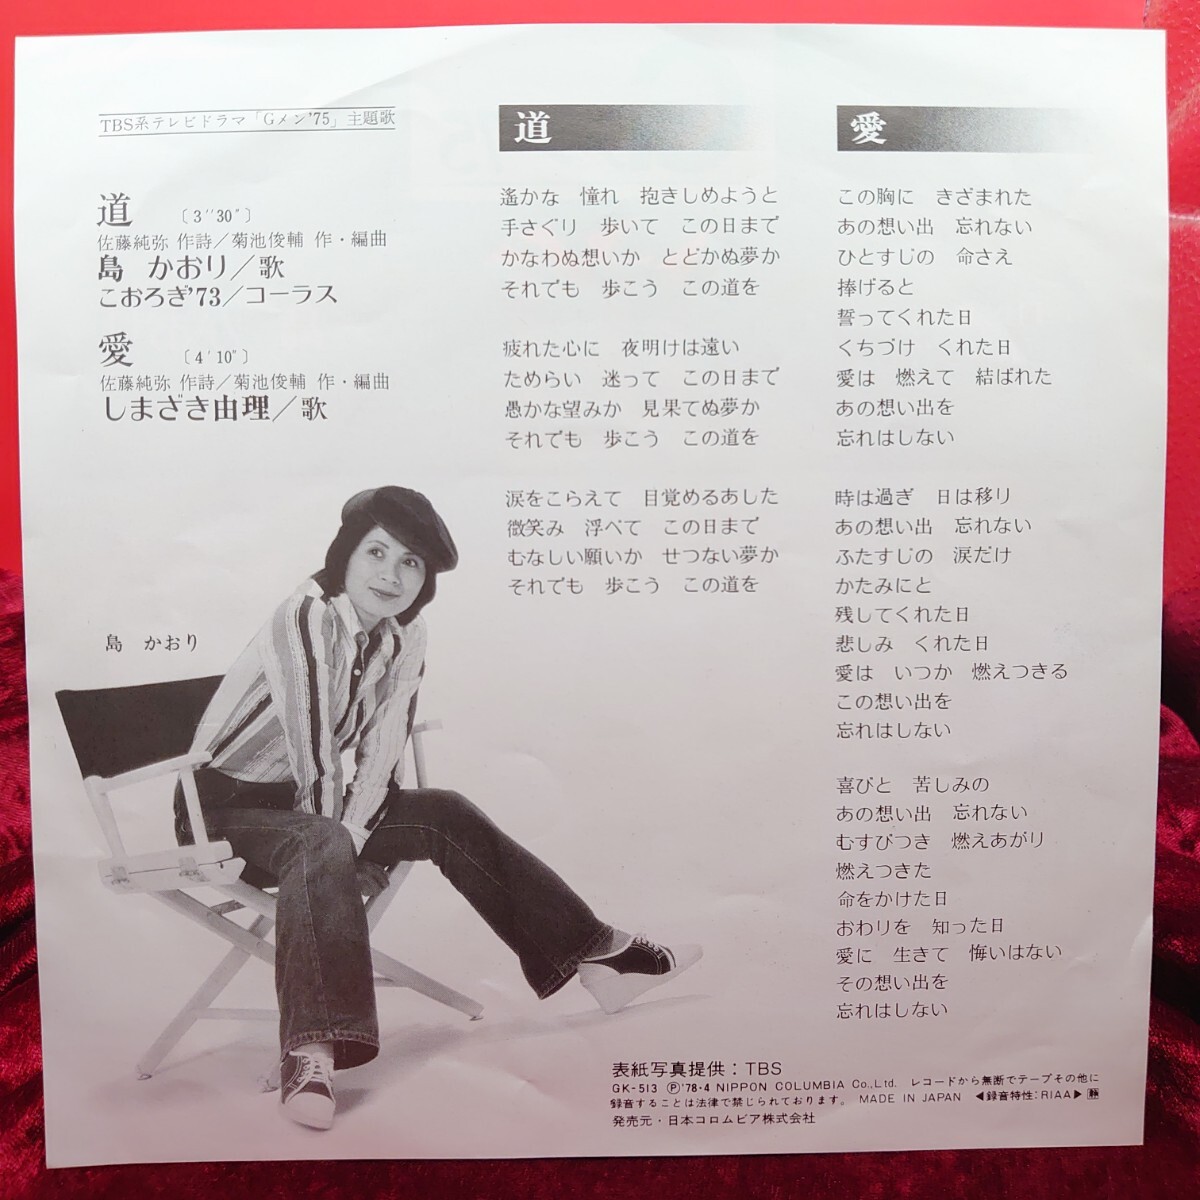 TBS系テレビドラマ「Gメン'75」主題歌
道 〔3''30"〕
佐藤純弥 作詩／菊池俊輔 作・編曲
島 かおり／歌
こおろぎ'73／コーラス
愛 〔4'10"〕
佐藤純弥 作詩／菊池俊輔 作・編曲
しまざき由理／歌
島 かおり
道
遙かな 憧れ 抱きしめようと
手さぐり 歩いて この日まで
かなわぬ想いか とどかぬ夢か
それでも 歩こう この道を
疲れた心に 夜明けは遠い
ためらい 迷って この日まで
愚かな望みか 見果てぬ夢か
それでも 歩こう この道を
涙をこらえて 目覚めるあした
微笑み 浮べて この日まで
むなしい願いか せつない夢か
それでも 歩こう この道を
愛
この胸に きざまれた
あの想い出 忘れない
ひとすじの 命さえ
捧げると
誓ってくれた日
くちづけ くれた日
愛は 燃えて 結ばれた
あの想い出を
忘れはしない
時は過ぎ 日は移り
あの想い出 忘れない
ふたすじの 涙だけ
かたみにと
残してくれた日
悲しみ くれた日
愛は いつか 燃えつきる
この想い出を
忘れはしない
喜びと 苦しみの
あの想い出 忘れない
むすびつき 燃えあがり
燃えつきた
命をかけた日
おわりを 知った日
愛に 生きて 悔いはない
その想い出を
忘れはしない
表紙写真提供：TBS
GK-513 Ⓟ'78・4 NIPPON COLUMBIA Co.,Ltd. レコードから無断でテープその他に
録音することは法律で禁じられております。 MADE IN JAPAN ◀録音特性：RIAA▶
発売元・日本コロムビア株式会社